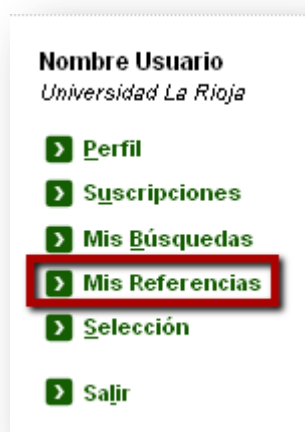 Nombre Usuario
Universidad La Rioja
Perfil
Suscripciones
Mis Búsquedas
Mis Referencias
Selección
Salir